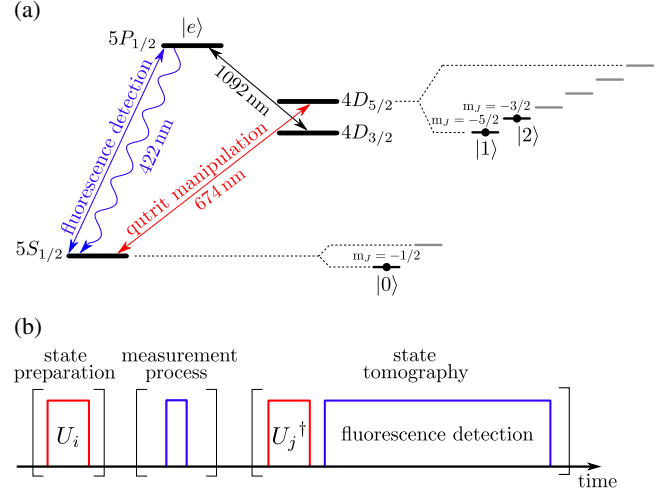 (a)
|e⟩
5P1/2
1092 nm
4D5/2
4D3/2
fluorescence detection
422 nm
qutrit manipulation
674 nm
mJ = −3/2
mJ = −5/2
|1⟩
|2⟩
5S1/2
mJ = −1/2
|0⟩
(b)
state
preparation
measurement
process
state
tomography
Ui
Uj†
fluorescence detection
time